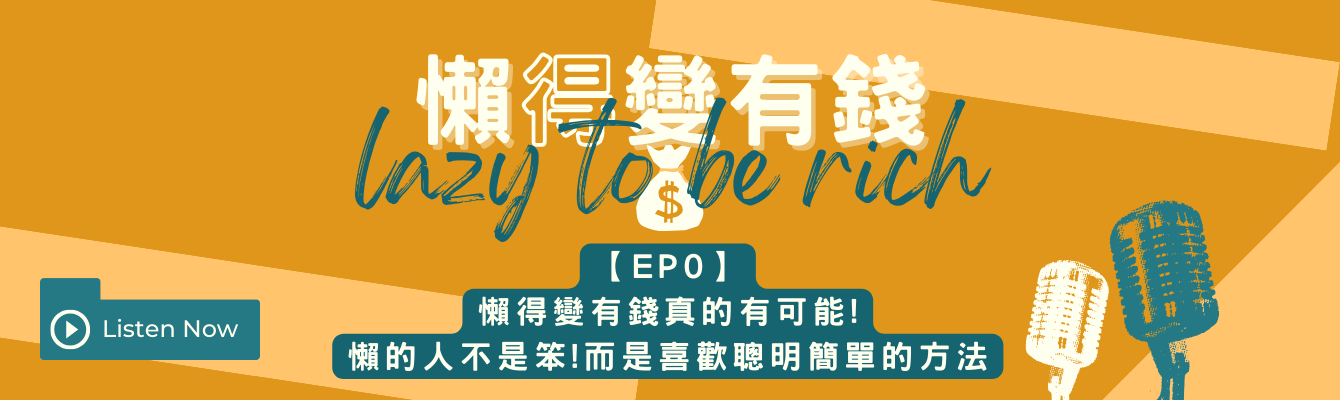 懶得變有錢
lazy to be rich
$
【EP0】
懶得變有錢真的有可能!
懶的人不是笨!而是喜歡聰明簡單的方法
Listen Now